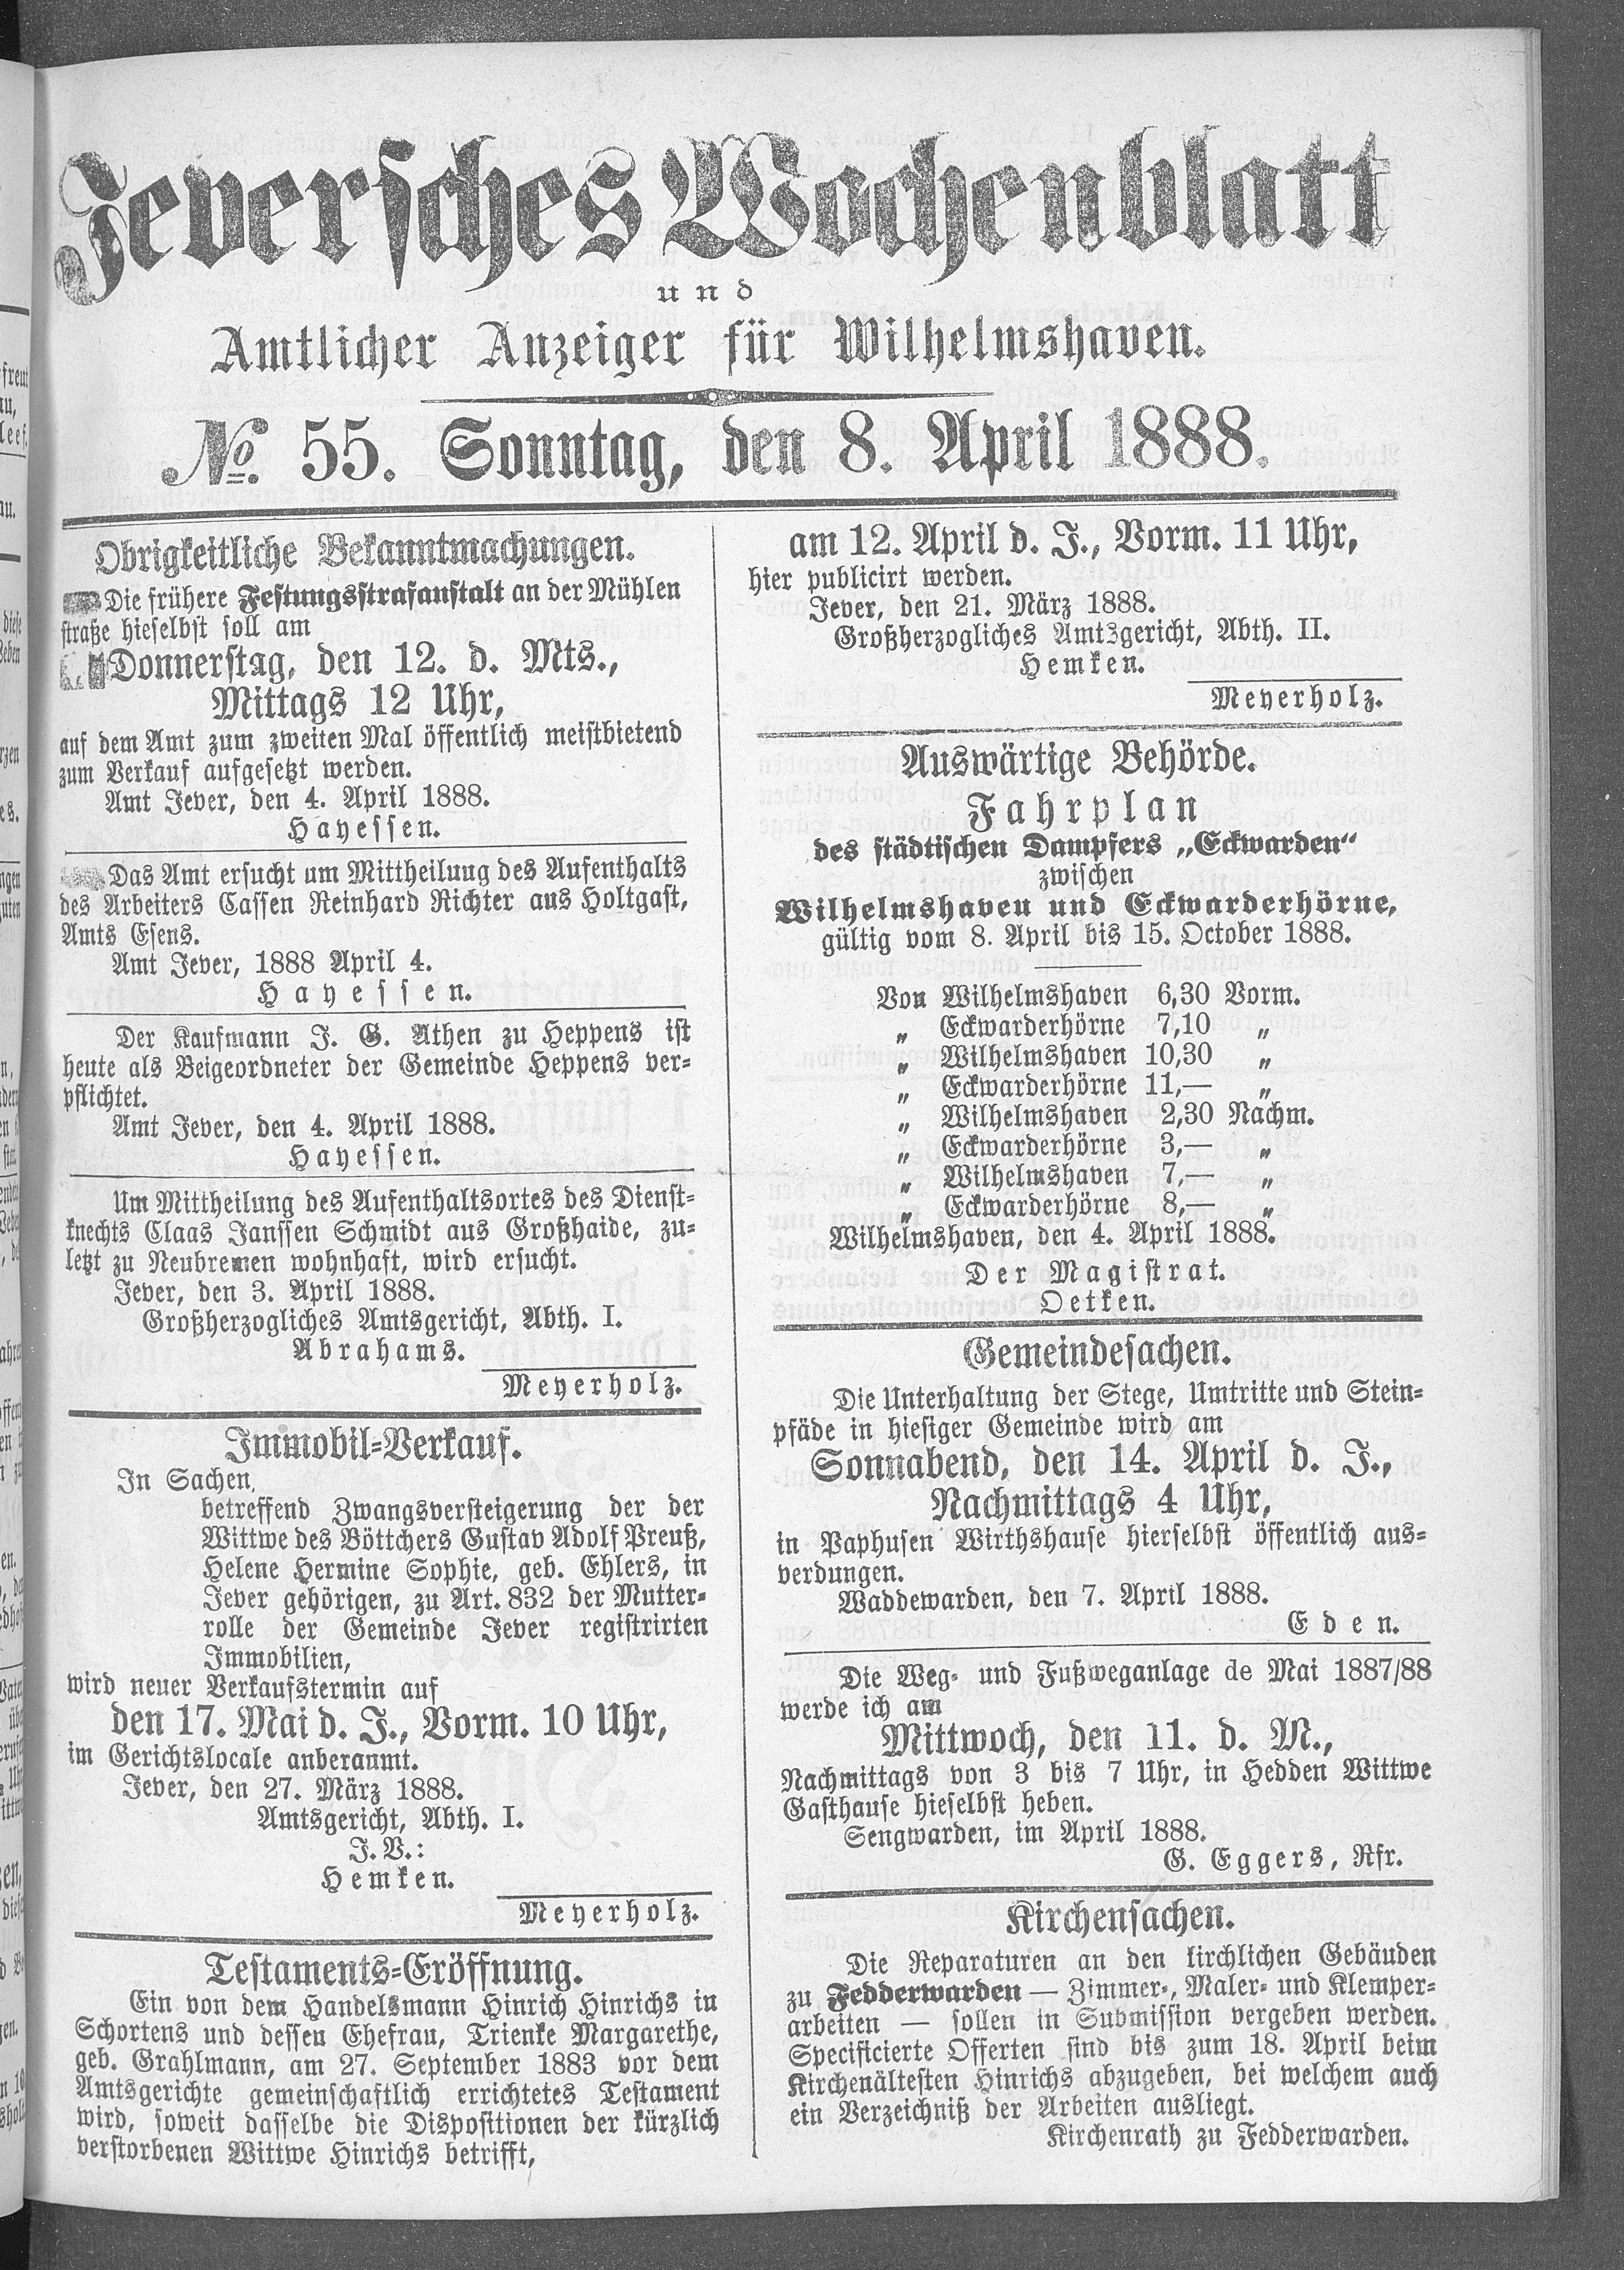 Jeversches Wochenblatt
und
Amtlicher Anzeiger für Wilhelmshaven.
No. 55. Sonntag, den 8. April 1888.
Obrigkeitliche Bekanntmachungen.
Die frühere Festungsstrafanstalt an der Mühlen
straße hieselbst soll am
Donnerstag, den 12. d. Mts.,
Mittags 12 Uhr,
auf dem Amt zum zweiten Mal öffentlich meistbietend
zum Verkauf aufgesetzt werden.
Amt Jever, den 4. April 1888.
Hayessen.
Das Amt ersucht um Mittheilung des Aufenthalts
des Arbeiters Cassen Reinhard Richter aus Holtgast,
Amts Esens.
Amt Jever, 1888 April 4.
Hayessen.
Der Kaufmann J. G. Athen zu Heppens ist
heute als Beigeordneter der Gemeinde Heppens ver-
pflichtet.
Amt Jever, den 4. April 1888.
Hayessen.
Um Mittheilung des Aufenthaltsortes des Dienst-
knechts Claas Janssen Schmidt aus Großhaide, zu-
letzt zu Neubremen wohnhaft, wird ersucht.
Jever, den 3. April 1888.
Großherzogliches Amtsgericht, Abth. I.
Abrahams.
Meyerholz.
Immobil-Verkauf.
In Sachen,
betreffend Zwangsversteigerung der der
Wittwe des Böttchers Gustav Adolf Preuß,
Helene Hermine Sophie, geb. Ehlers, in
Jever gehörigen, zu Art. 832 der Mutter-
rolle der Gemeinde Jever registrirten
Immobilien,
wird neuer Verkaufstermin auf
den 17. Mai d. J., Vorm. 10 Uhr,
im Gerichtslocale anberaumt.
Jever, den 27. März 1888.
Amtsgericht, Abth. I.
J. V.:
Hemken.
Meyerholz.
Testaments-Eröffnung.
Ein von dem Handelsmann Hinrich Hinrichs in
Schortens und dessen Ehefrau, Trienke Margarethe,
geb. Grahlmann, am 27. September 1883 vor dem
Amtsgerichte gemeinschaftlich errichtetes Testament
wird, soweit dasselbe die Dispositionen der kürzlich
verstorbenen Wittwe Hinrichs betrifft,
am 12. April d. J., Vorm. 11 Uhr,
hier publicirt werden.
Jever, den 21. März 1888.
Großherzogliches Amtsgericht, Abth. II.
Hemken.
Meyerholz.
Auswärtige Behörde.
Fahrplan
des städtischen Dampfers „Eckwarden“
zwischen
Wilhelmshaven und Eckwarderhörne,
gültig vom 8. April bis 15. October 1888.
Von Wilhelmshaven 6,30 Vorm.
„ Eckwarderhörne 7,10 „
„ Wilhelmshaven 10,30 „
„ Eckwarderhörne 11,— „
„ Wilhelmshaven 2,30 Nachm.
„ Eckwarderhörne 3,— „
„ Wilhelmshaven 7,— „
„ Eckwarderhörne 8,— „
Wilhelmshaven, den 4. April 1888.
Der Magistrat.
Oetken.
Gemeindesachen.
Die Unterhaltung der Stege, Umtritte und Stein-
pfäde in hiesiger Gemeinde wird am
Sonnabend, den 14. April d. J.,
Nachmittags 4 Uhr,
in Paphusen Wirthshause hierselbst öffentlich aus-
verdungen.
Waddewarden, den 7. April 1888.
Eden.
Die Weg- und Fußweganlage de Mai 1887/88
werde ich am
Mittwoch, den 11. d. M.,
Nachmittags von 3 bis 7 Uhr, in Hedden Wittwe
Gasthause hieselbst heben.
Sengwarden, im April 1888.
G. Eggers, Rfr.
Kirchensachen.
Die Reparaturen an den kirchlichen Gebäuden
zu Fedderwarden — Zimmer-, Maler- und Klemper-
arbeiten — sollen in Submission vergeben werden.
Specificierte Offerten sind bis zum 18. April beim
Kirchenältesten Hinrichs abzugeben, bei welchem auch
ein Verzeichniß der Arbeiten ausliegt.
Kirchenrath zu Fedderwarden.